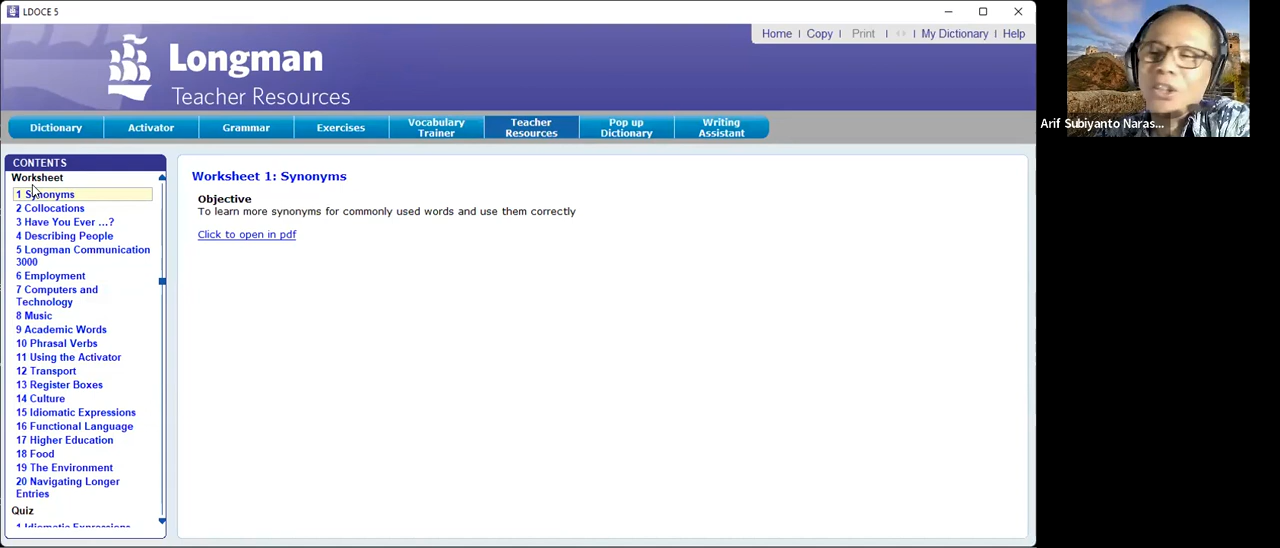 LDOCE 5
Home | Copy | Print | | My Dictionary | Help
Longman
Teacher Resources
Dictionary
Activator
Grammar
Exercises
Vocabulary
Trainer
Teacher
Resources
Pop up
Dictionary
Writing
Assistant
CONTENTS
Worksheet
1 Synonyms
2 Collocations
3 Have You Ever ...?
4 Describing People
5 Longman Communication
3000
6 Employment
7 Computers and
Technology
8 Music
9 Academic Words
10 Phrasal Verbs
11 Using the Activator
12 Transport
13 Register Boxes
14 Culture
15 Idiomatic Expressions
16 Functional Language
17 Higher Education
18 Food
19 The Environment
20 Navigating Longer
Entries
Quiz
1 Idiomatic Expressions
Worksheet 1: Synonyms
Objective
To learn more synonyms for commonly used words and use them correctly
Click to open in pdf
Arif Subiyanto Naras...